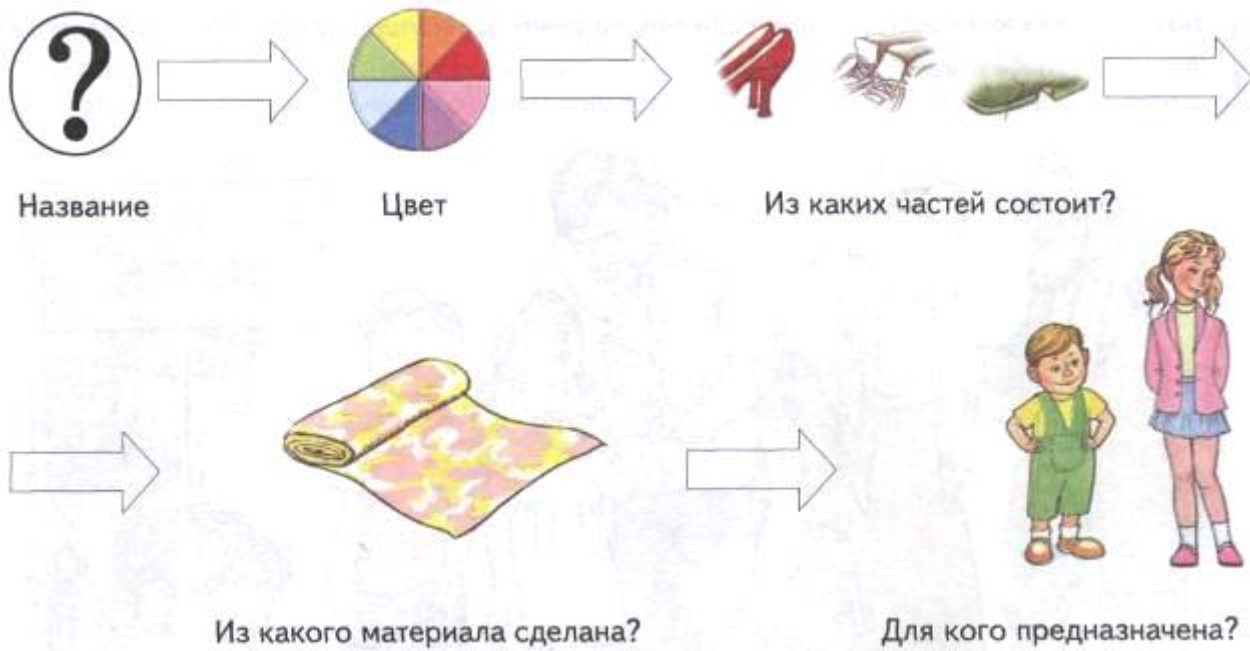 ?
Название
Цвет
Из каких частей состоит?
Из какого материала сделана?
Для кого предназначена?